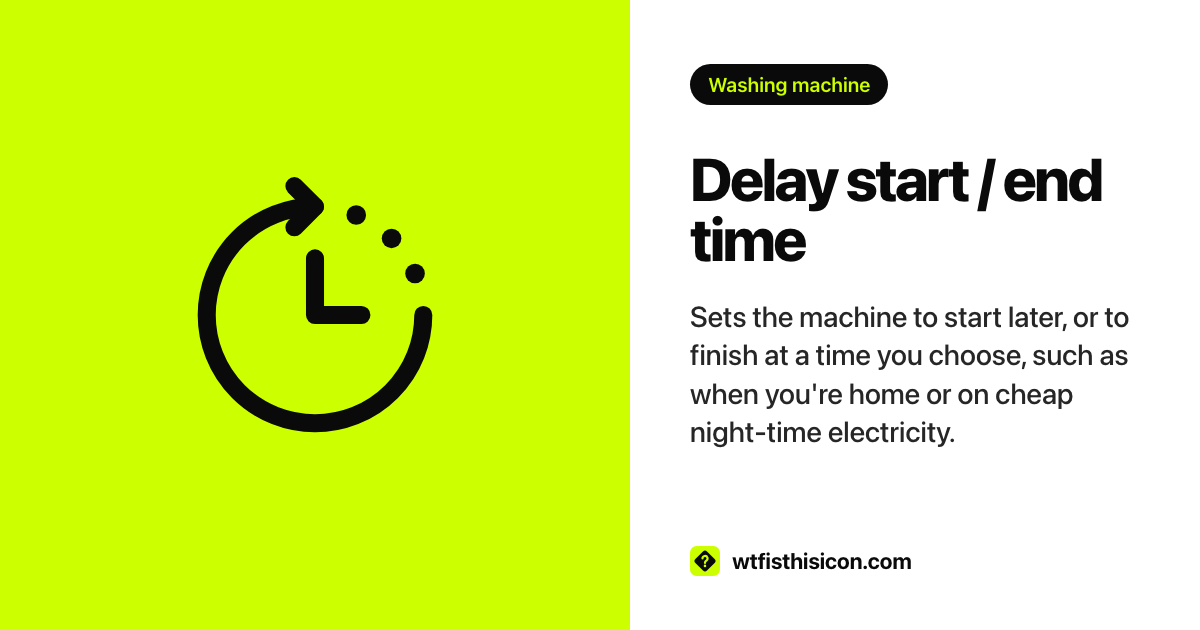 Washing machine
Delay start / end
time
Sets the machine to start later, or to
finish at a time you choose, such as
when you're home or on cheap
night-time electricity.
?
wtfisthisicon.com